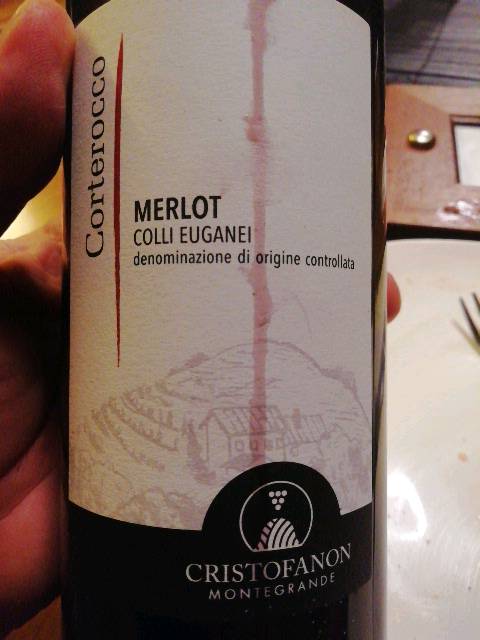 Corterocco
MERLOT
COLLI EUGANEI
denominazione di origine controllata
CRISTOFANON
MONTEGRANDE